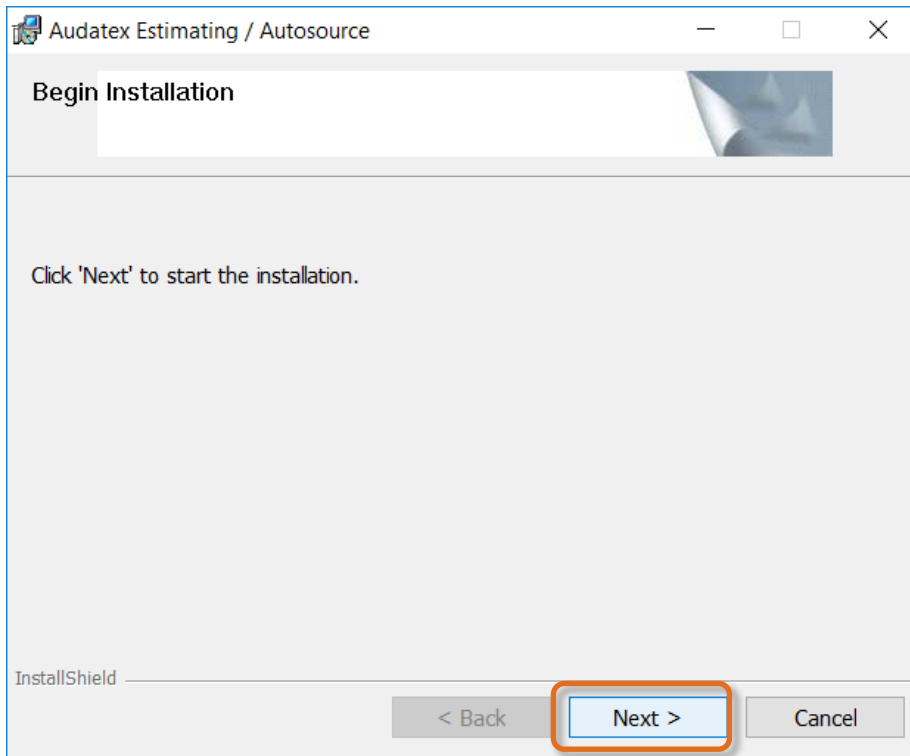 Audatex Estimating / Autosource
Begin Installation
Click 'Next' to start the installation.
InstallShield
< Back Next > Cancel